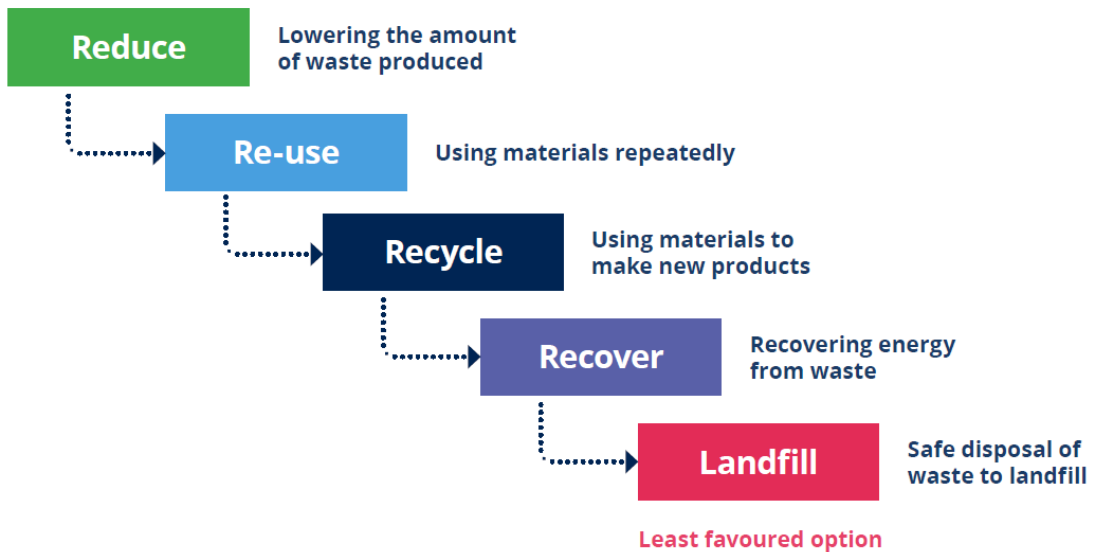 Reduce
Lowering the amount
of waste produced
Re-use
Using materials repeatedly
Recycle
Using materials to
make new products
Recover
Recovering energy
from waste
Landfill
Safe disposal of
waste to landfill
Least favoured option